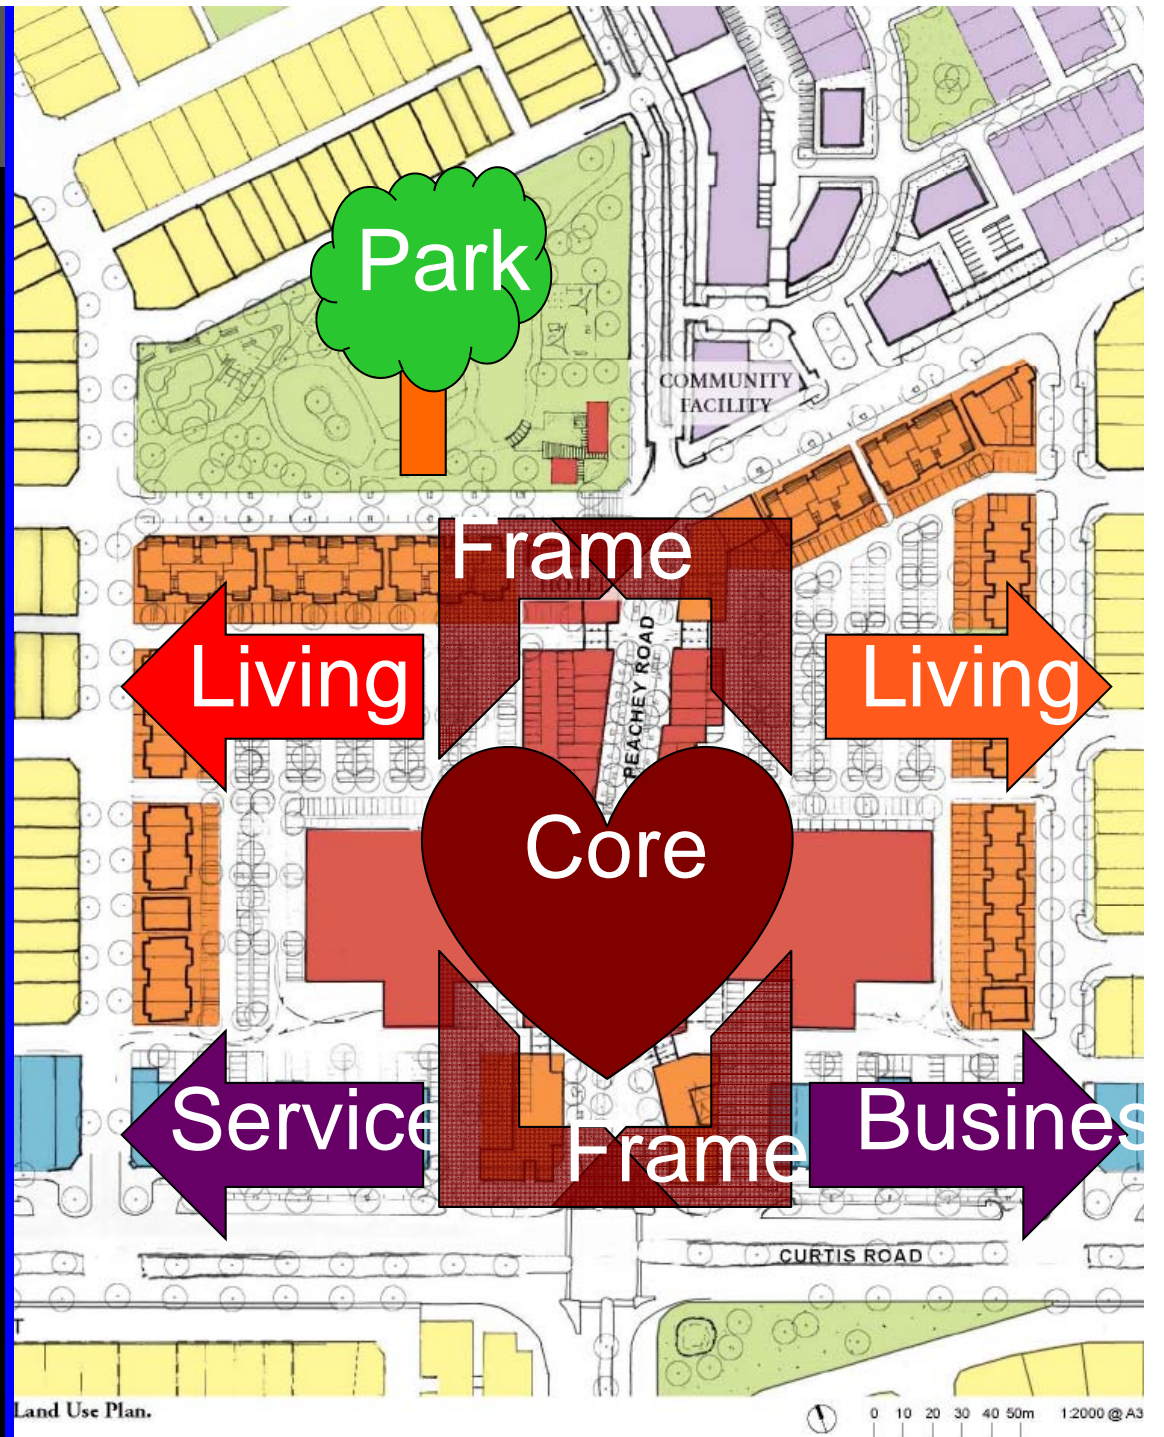 Park
COMMUNITY
FACILITY
Frame
PEACHEY ROAD
Living
Living
Core
Service
Busines
Frame
CURTIS ROAD
T
Land Use Plan.
0 10 20 30 40 50m 1:2000 @ A3